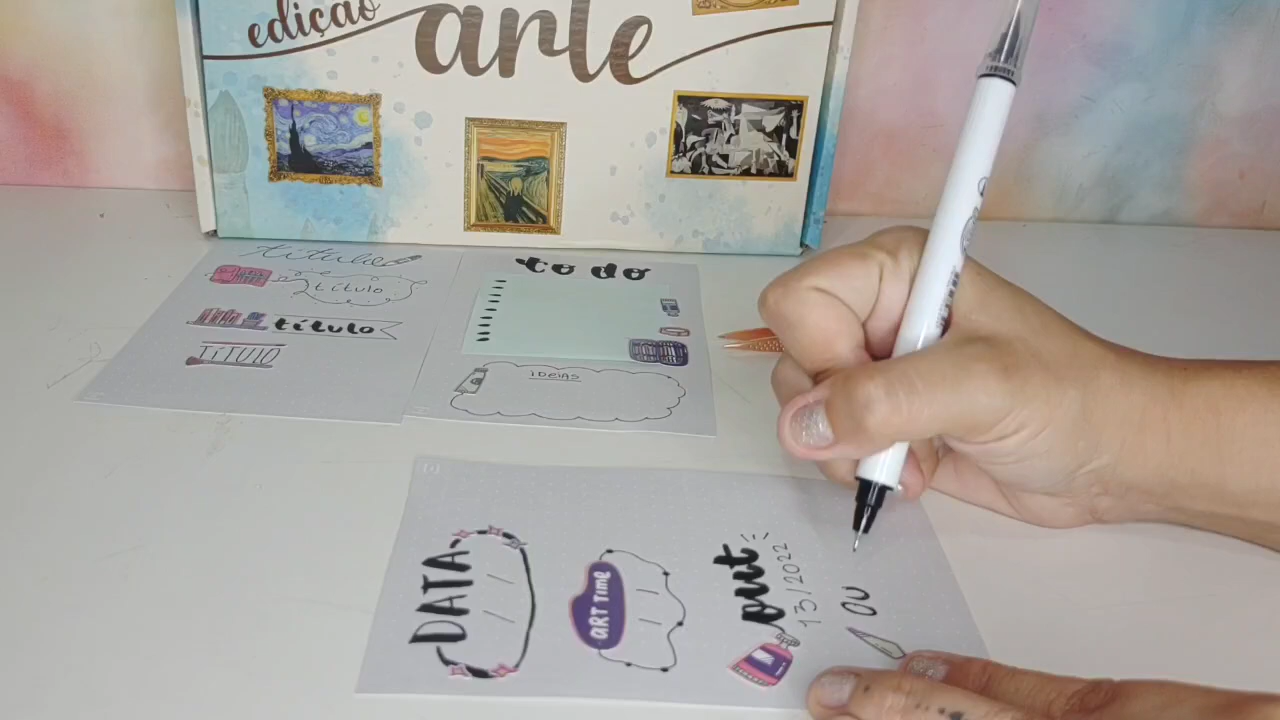 edição
arte
título
título
título
TÍTULO
to do
IDEIAS
DATA
/ /
ART TIME
/ /
out
13/2022
OU